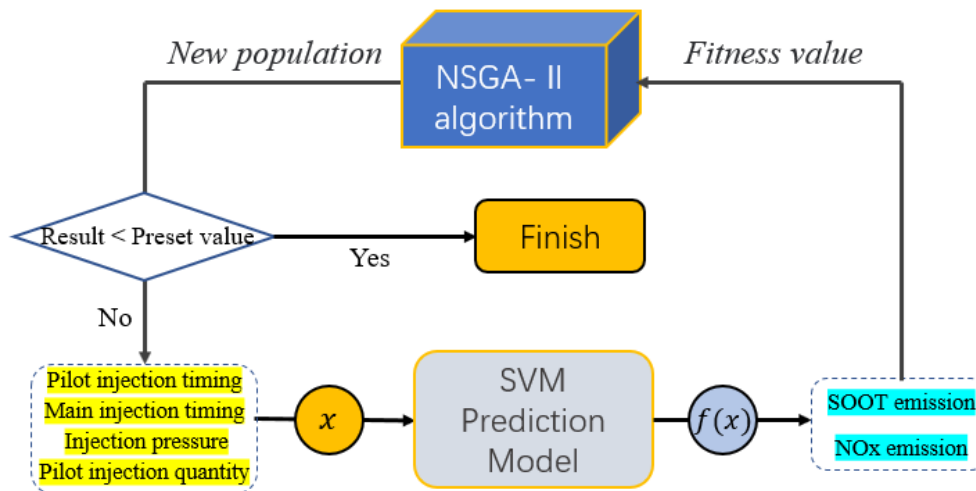 New population
NSGA- II
algorithm
Fitness value
Result < Preset value
Yes
Finish
No
Pilot injection timing
Main injection timing
Injection pressure
Pilot injection quantity
x
SVM
Prediction
Model
f(x)
SOOT emission
NOx emission